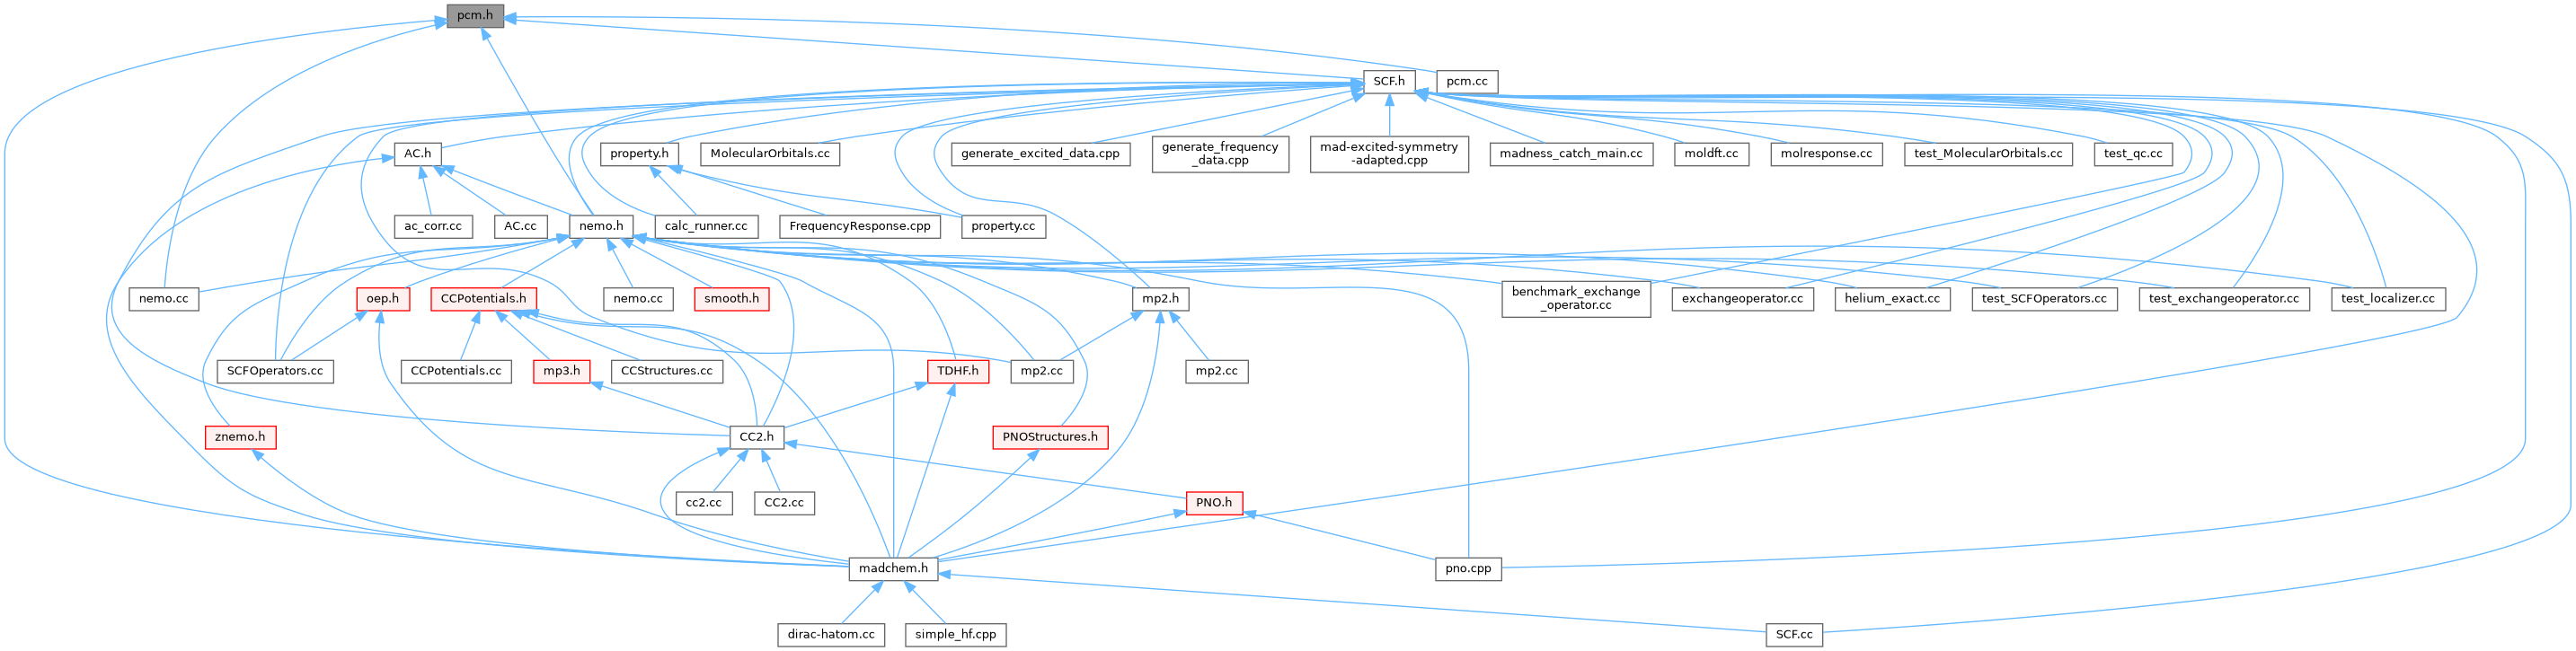 pcm.h
SCF.h
pcm.cc
AC.h
property.h
MolecularOrbitals.cc
generate_excited_data.cpp
generate_frequency
_data.cpp
mad-excited-symmetry
-adapted.cpp
madness_catch_main.cc
moldft.cc
molresponse.cc
test_MolecularOrbitals.cc
test_qc.cc
ac_corr.cc
AC.cc
nemo.h
calc_runner.cc
FrequencyResponse.cpp
property.cc
nemo.cc
oep.h
CCPotentials.h
nemo.cc
smooth.h
mp2.h
benchmark_exchange
_operator.cc
exchangeoperator.cc
helium_exact.cc
test_SCFOperators.cc
test_exchangeoperator.cc
test_localizer.cc
SCFOperators.cc
CCPotentials.cc
mp3.h
CCStructures.cc
TDHF.h
mp2.cc
mp2.cc
znemo.h
CC2.h
PNOStructures.h
cc2.cc
CC2.cc
PNO.h
madchem.h
pno.cpp
dirac-hatom.cc
simple_hf.cpp
SCF.cc